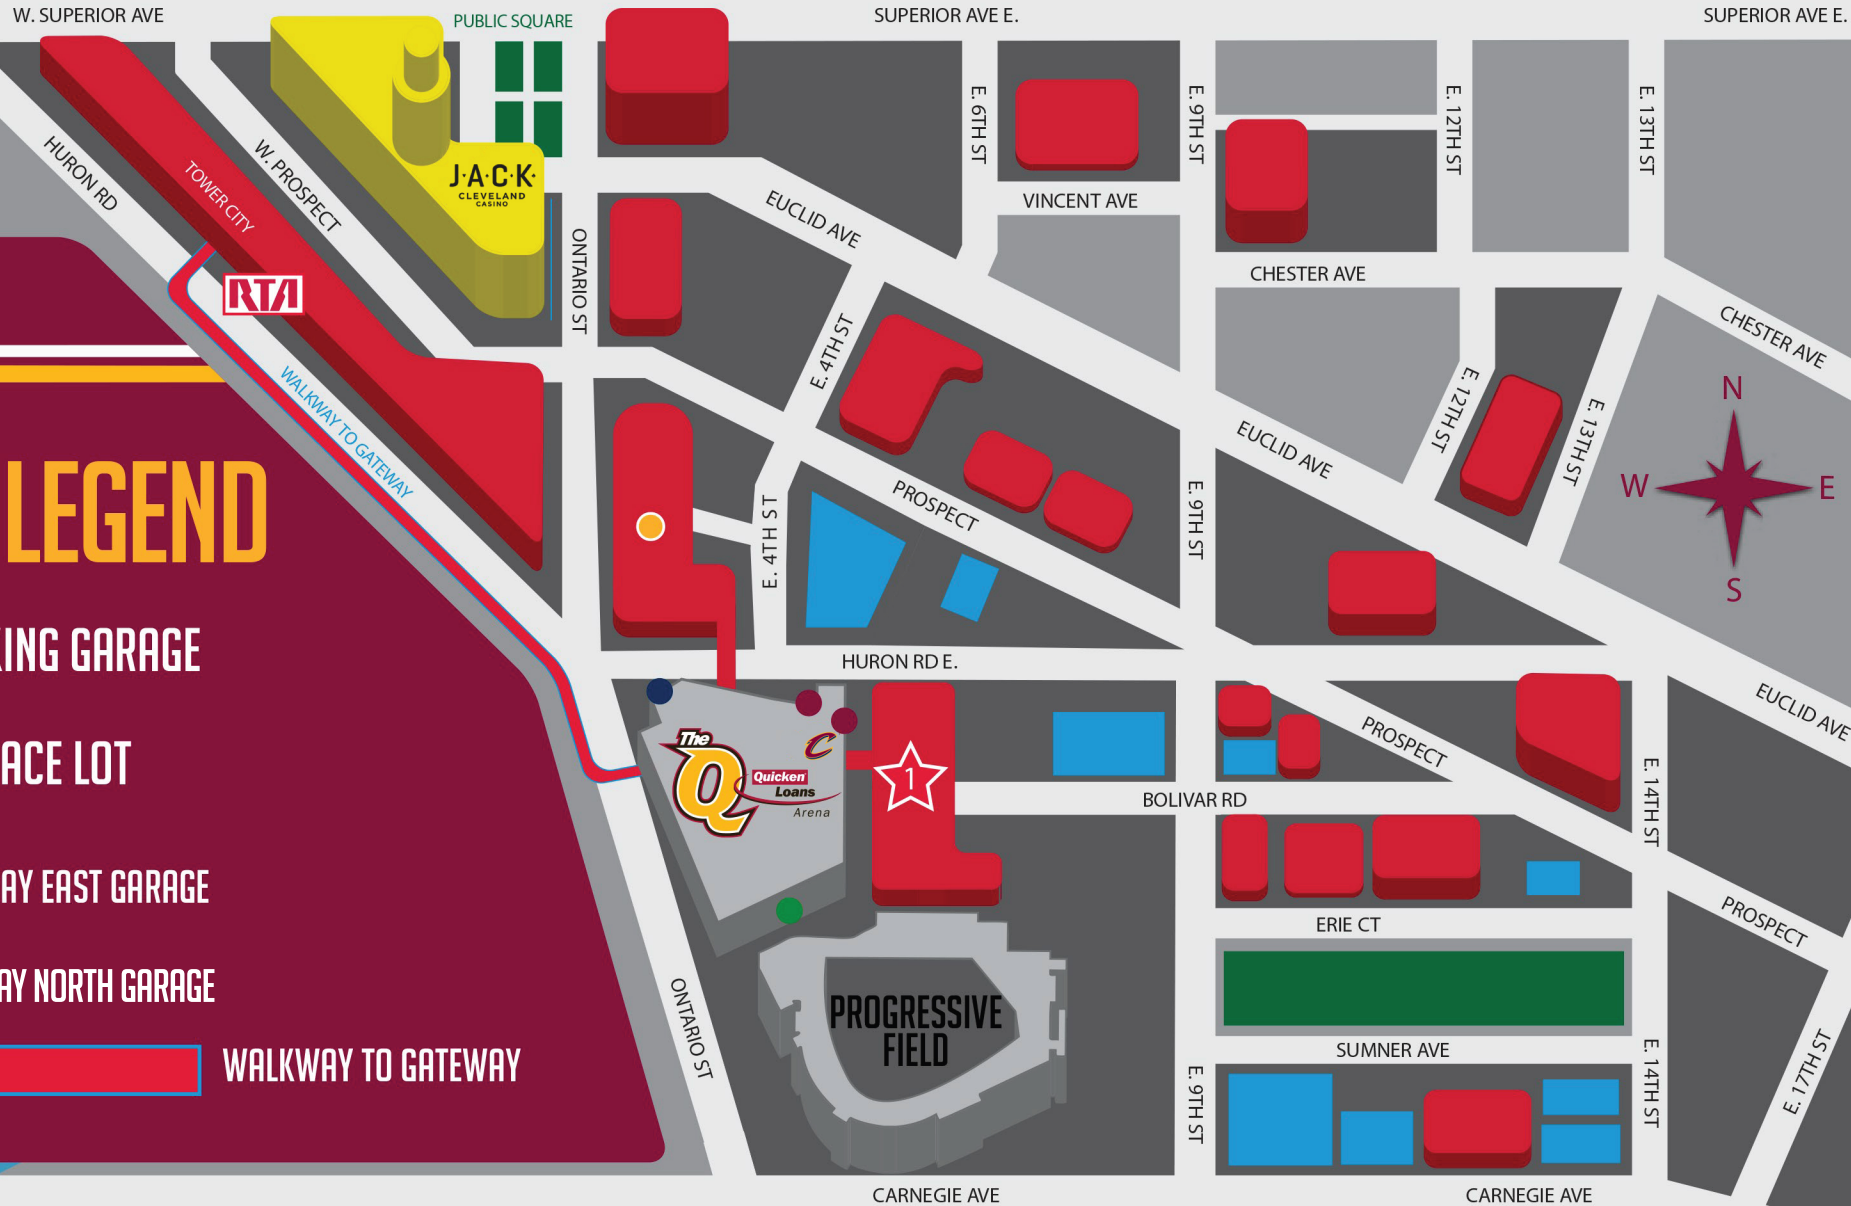 W. SUPERIOR AVE
PUBLIC SQUARE
SUPERIOR AVE E.
SUPERIOR AVE E.
E. 6TH ST
E. 9TH ST
E. 12TH ST
E. 13TH ST
HURON RD
TOWER CITY
W. PROSPECT
J·A·C·K·
CLEVELAND
CASINO
ONTARIO ST
EUCLID AVE
VINCENT AVE
CHESTER AVE
CHESTER AVE
RTA
WALKWAY TO GATEWAY
E. 4TH ST
E. 12TH ST
E. 13TH ST
EUCLID AVE
N
W
E
S
PROSPECT
E. 9TH ST
E. 4TH ST
LEGEND
KING GARAGE
ACE LOT
AY EAST GARAGE
AY NORTH GARAGE
WALKWAY TO GATEWAY
HURON RD E.
EUCLID AVE
The
Q
Quicken
Loans
Arena
C
1
PROSPECT
BOLIVAR RD
E. 14TH ST
ERIE CT
PROSPECT
ONTARIO ST
PROGRESSIVE
FIELD
SUMNER AVE
E. 9TH ST
E. 14TH ST
E. 17TH ST
CARNEGIE AVE
CARNEGIE AVE